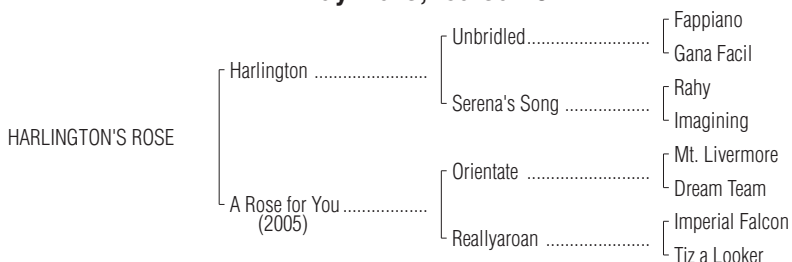 Fappiano
Unbridled
Gana Facil
Harlington
Rahy
Serena's Song
Imagining
HARLINGTON'S ROSE
Mt. Livermore
Orientate
Dream Team
A Rose for You
(2005)
Imperial Falcon
Reallyaroan
Tiz a Looker